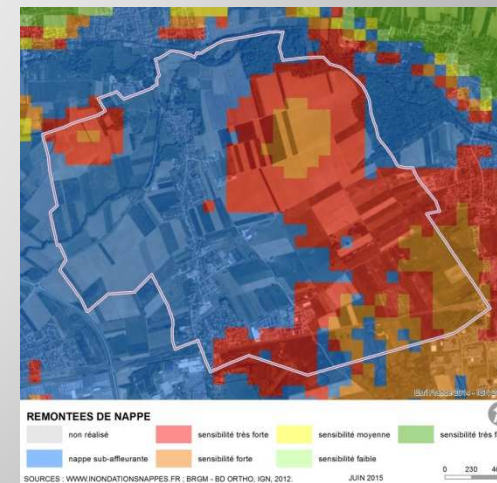 REMONTEES DE NAPPE
non réalisé sensibilité très forte sensibilité moyenne sensibilité très
nappe sub-affleurante sensibilité forte sensibilité faible
0 230
SOURCES : WWW.INONDATIONSNAPPES.FR ; BRGM - BD ORTHO, IGN, 2012. JUIN 2015